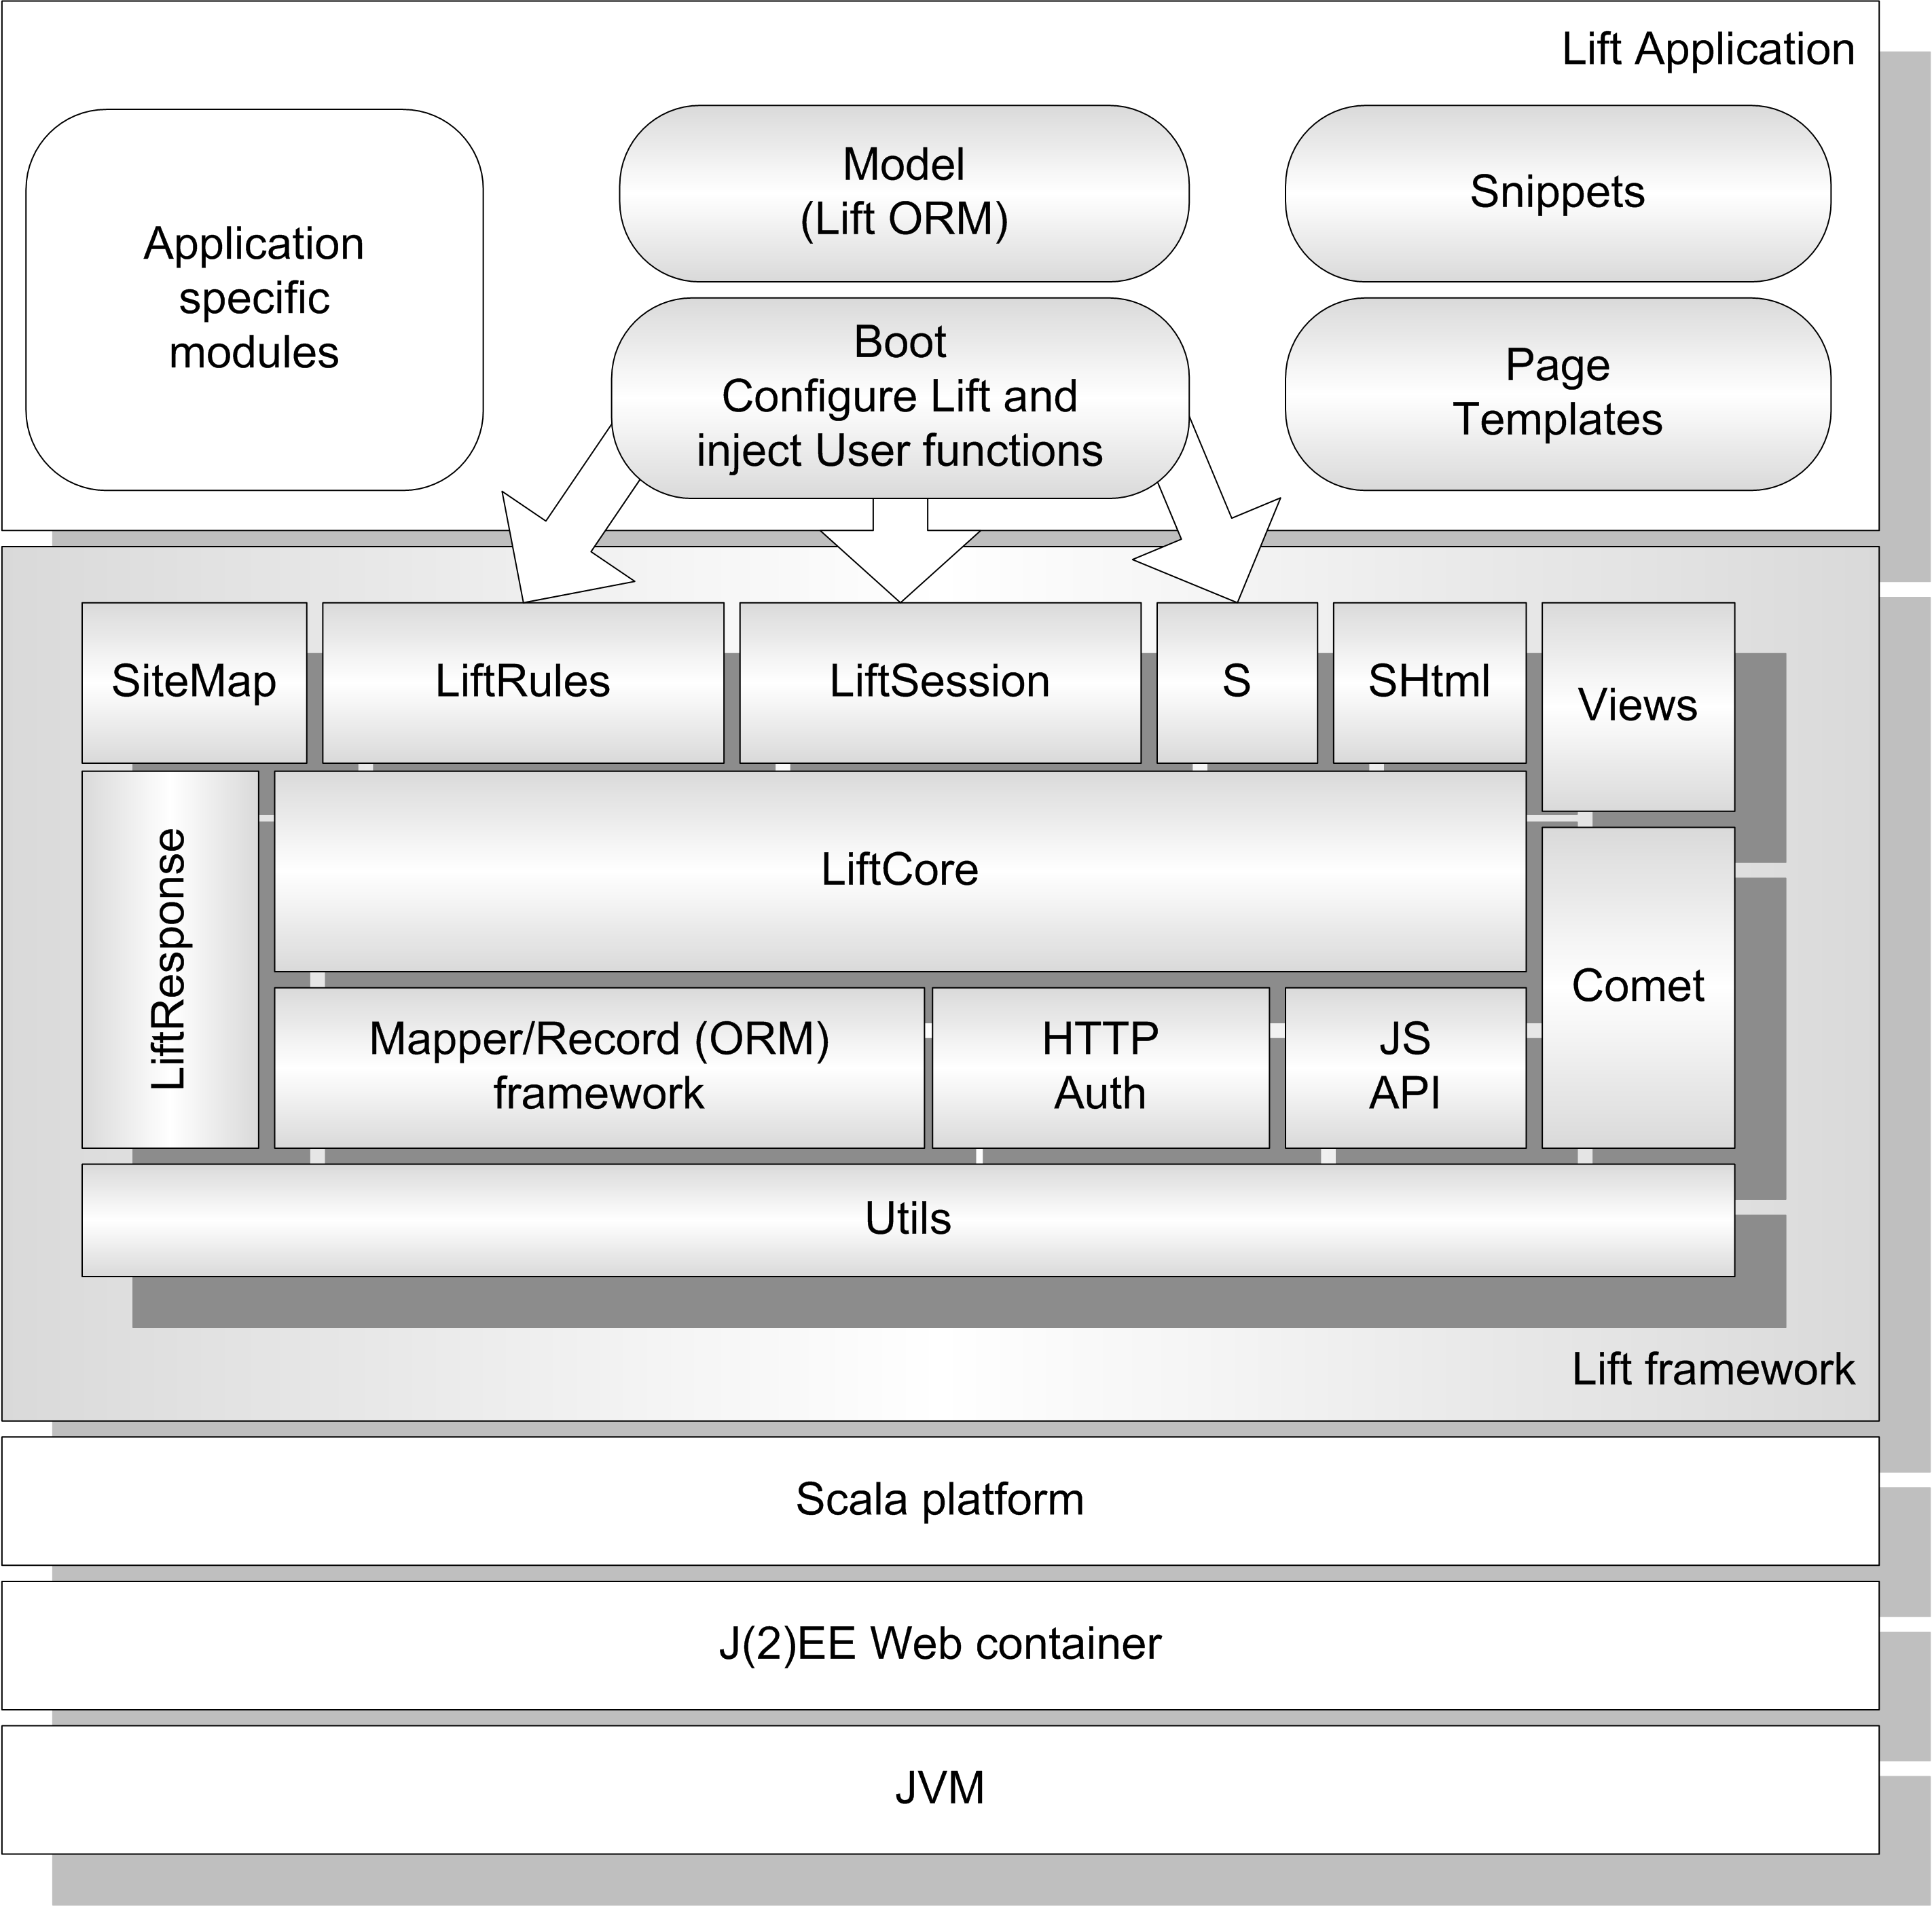 Lift Application
Application
specific
modules
Model
(Lift ORM)
Snippets
Boot
Configure Lift and
inject User functions
Page
Templates
SiteMap
LiftRules
LiftSession
S
SHtml
Views
LiftResponse
LiftCore
Comet
Mapper/Record (ORM)
framework
HTTP
Auth
JS
API
Utils
Lift framework
Scala platform
J(2)EE Web container
JVM